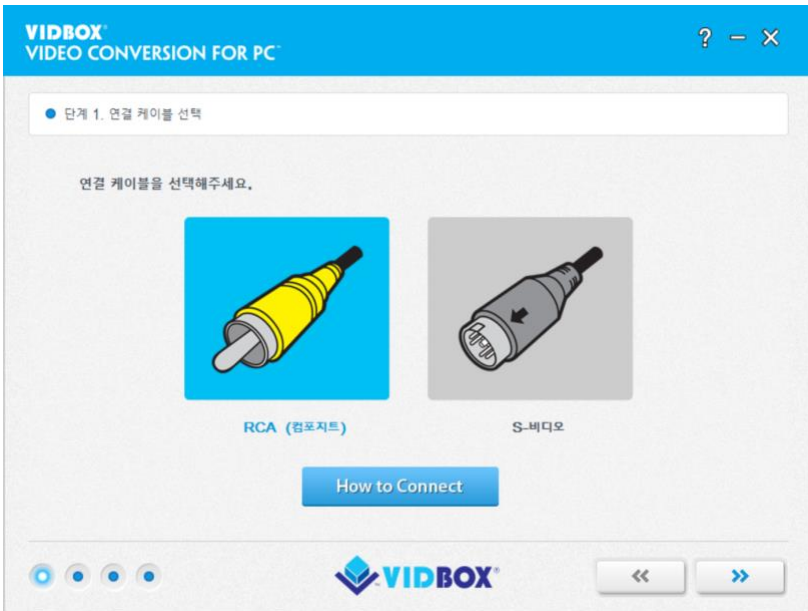 VIDBOX®
VIDEO CONVERSION FOR PC™
? – ×
단계 1. 연결 케이블 선택
연결 케이블을 선택해주세요.
RCA (컴포지트)
S-비디오
How to Connect
VIDBOX®
« »